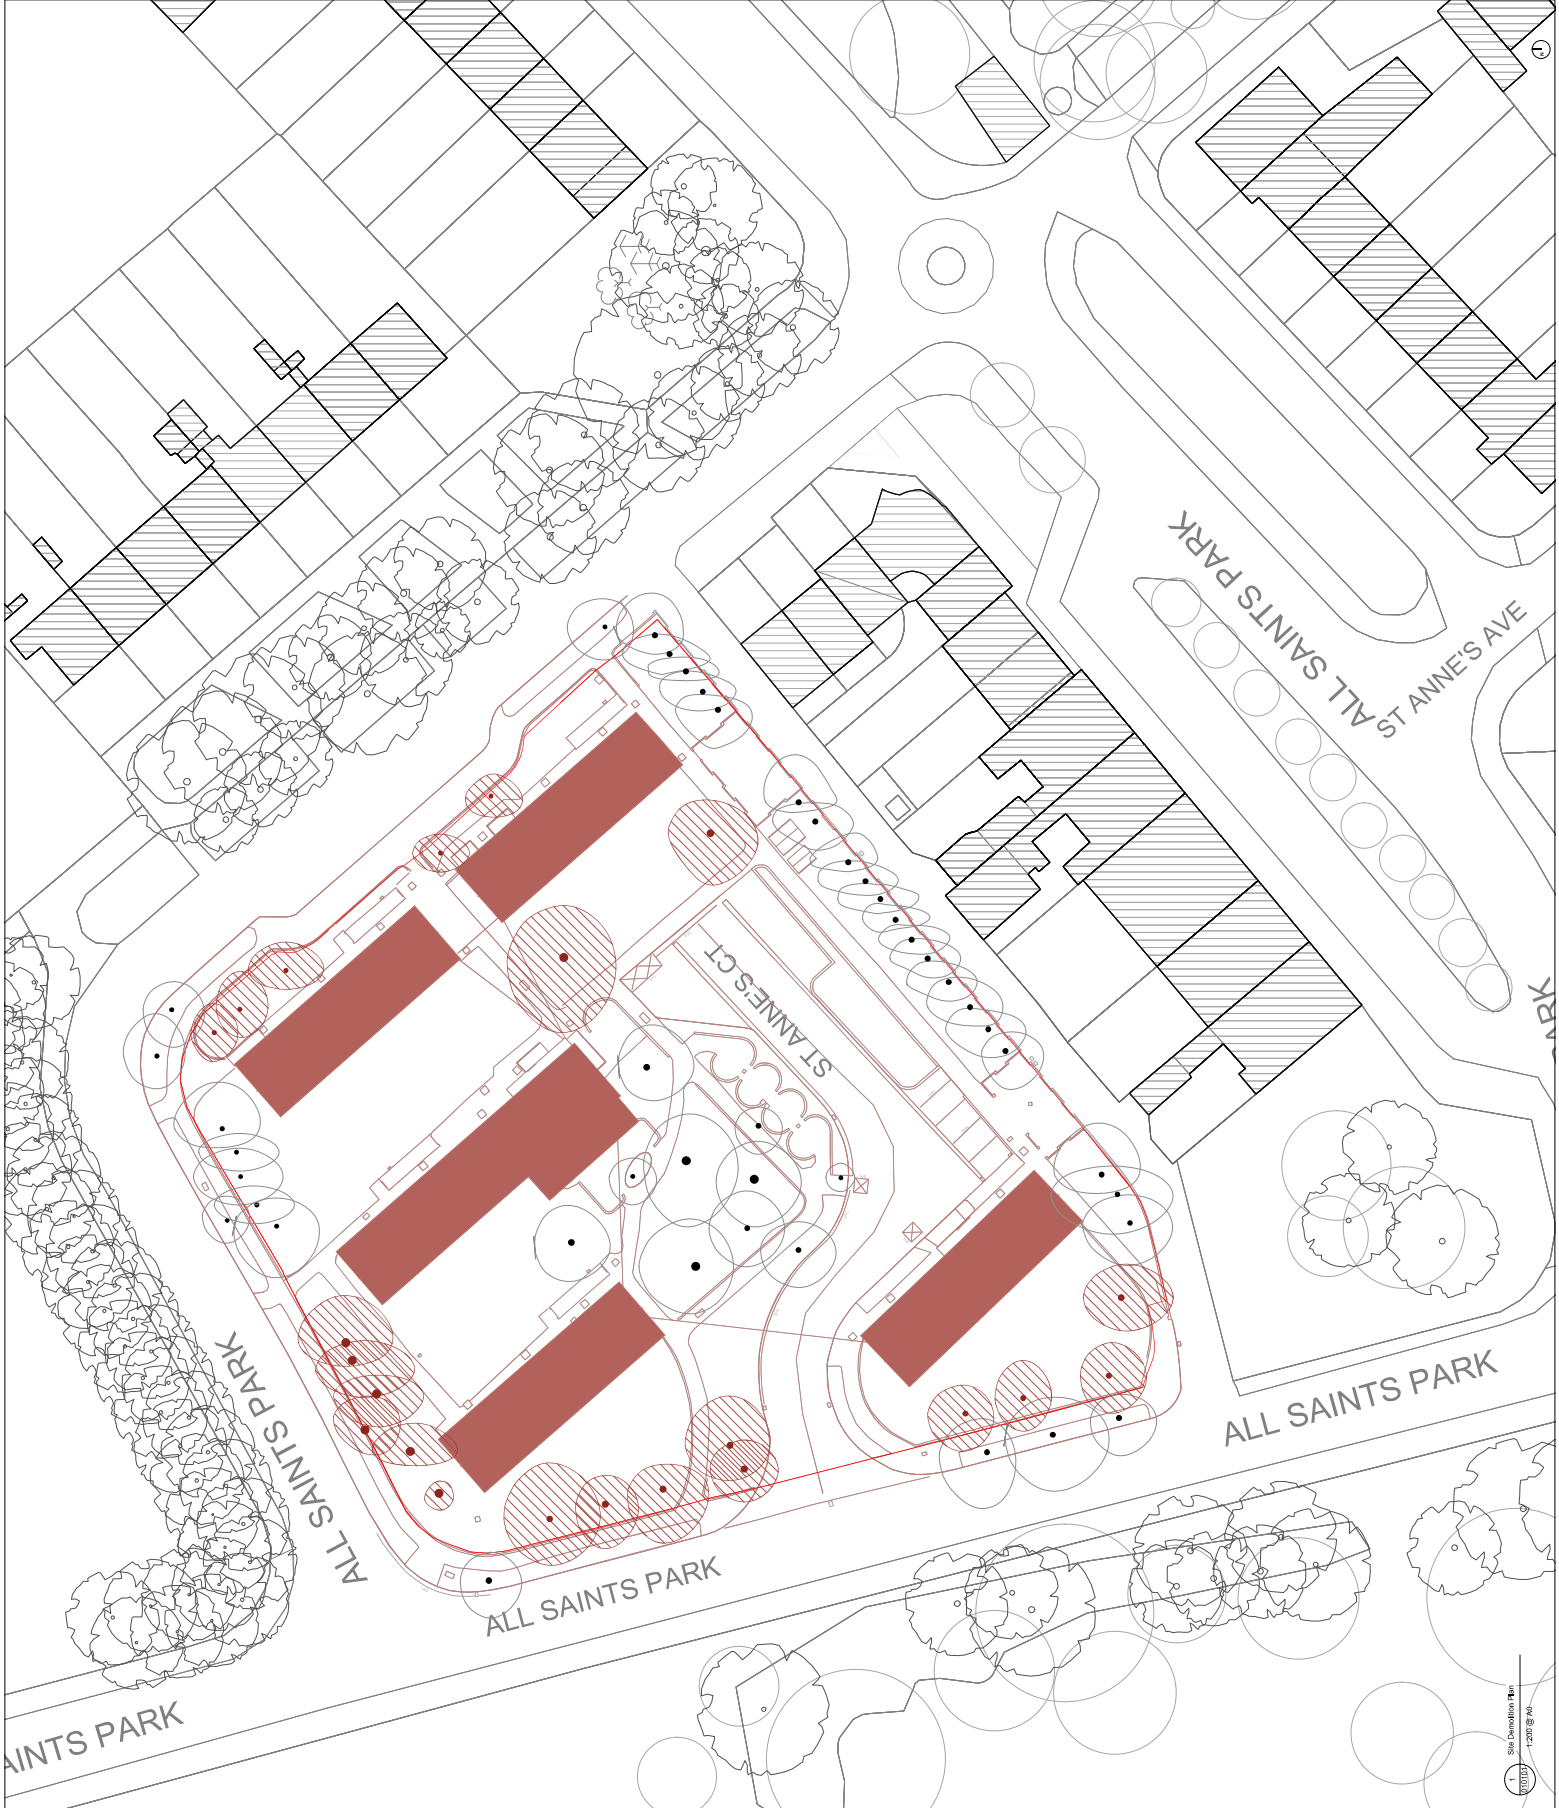 N
ALL SAINTS PARK
ST ANNE'S AVE
ST ANNE'S CT
ALL SAINTS PARK
ALL SAINTS PARK
ALL SAINTS PARK
AINTS PARK
1
Site Demolition Plan
1:200 @ A0